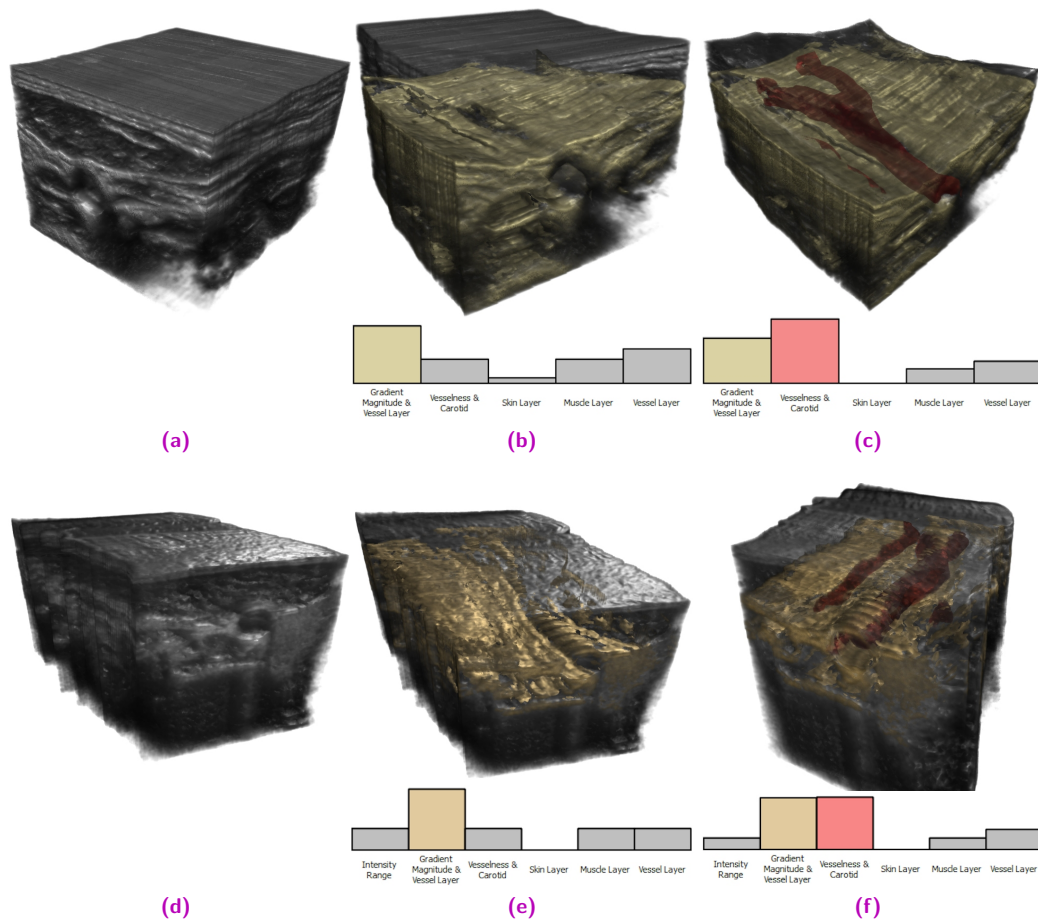 Gradient
Magnitude &
Vessel Layer
Vesselness &
Carotid
Skin Layer
Muscle Layer
Vessel Layer
Gradient
Magnitude &
Vessel Layer
Vesselness &
Carotid
Skin Layer
Muscle Layer
Vessel Layer
(a)
(b)
(c)
Intensity
Range
Gradient
Magnitude &
Vessel Layer
Vesselness &
Carotid
Skin Layer
Muscle Layer
Vessel Layer
Intensity
Range
Gradient
Magnitude &
Vessel Layer
Vesselness &
Carotid
Skin Layer
Muscle Layer
Vessel Layer
(d)
(e)
(f)